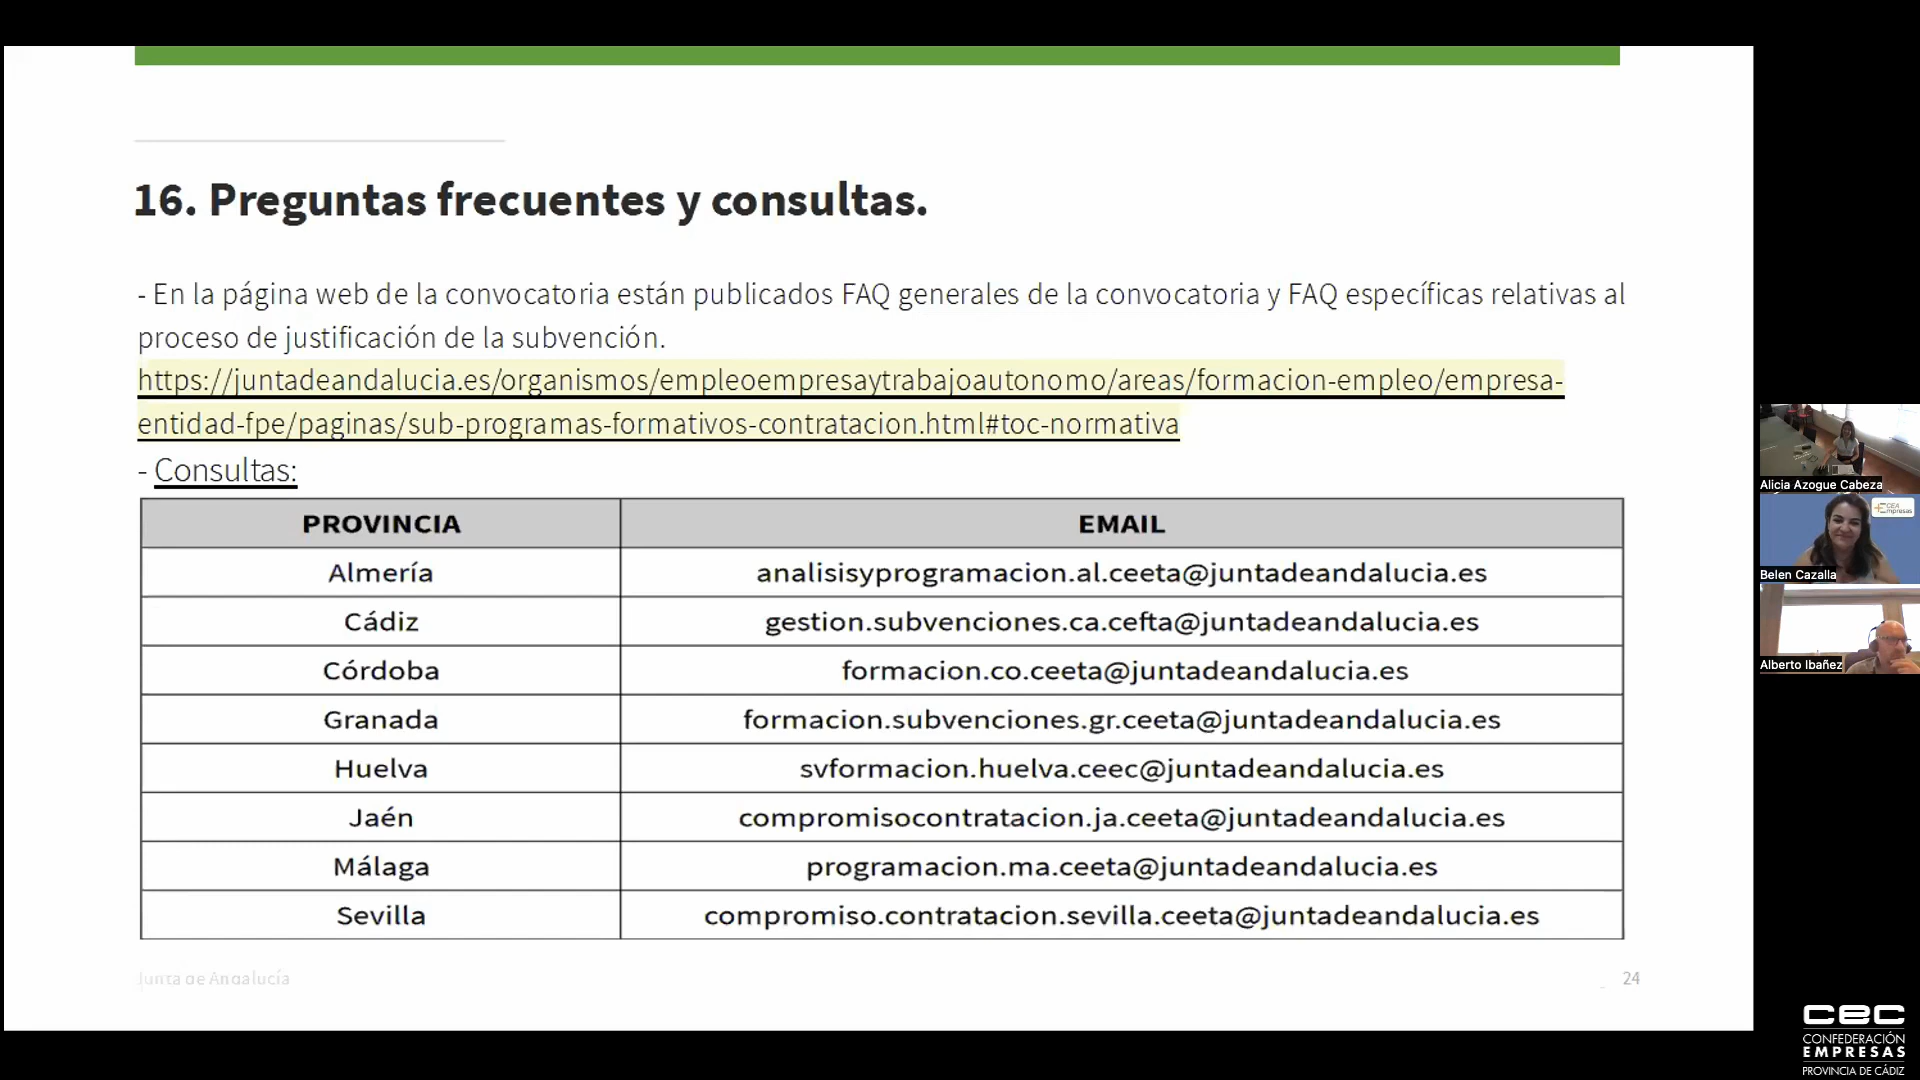 16. Preguntas frecuentes y consultas.
- En la página web de la convocatoria están publicados FAQ generales de la convocatoria y FAQ específicas relativas al
proceso de justificación de la subvención.
https://juntadeandalucia.es/organismos/empleoempresaytrabajoautonomo/areas/formacion-empleo/empresa-
entidad-fpe/paginas/sub-programas-formativos-contratacion.html#toc-normativa
- Consultas:
PROVINCIA EMAIL
Almería analisisyprogramacion.al.ceeta@juntadeandalucia.es
Cádiz gestion.subvenciones.ca.cefta@juntadeandalucia.es
Córdoba formacion.co.ceeta@juntadeandalucia.es
Granada formacion.subvenciones.gr.ceeta@juntadeandalucia.es
Huelva svformacion.huelva.ceec@juntadeandalucia.es
Jaén compromisocontratacion.ja.ceeta@juntadeandalucia.es
Málaga programacion.ma.ceeta@juntadeandalucia.es
Sevilla compromiso.contratacion.sevilla.ceeta@juntadeandalucia.es
Junta de Andalucía 24
Alicia Azogue Cabeza
CEA
Empresas
Belen Cazalla
Alberto Ibañez
cec
CONFEDERACIÓN
EMPRESAS
PROVINCIA DE CÁDIZ